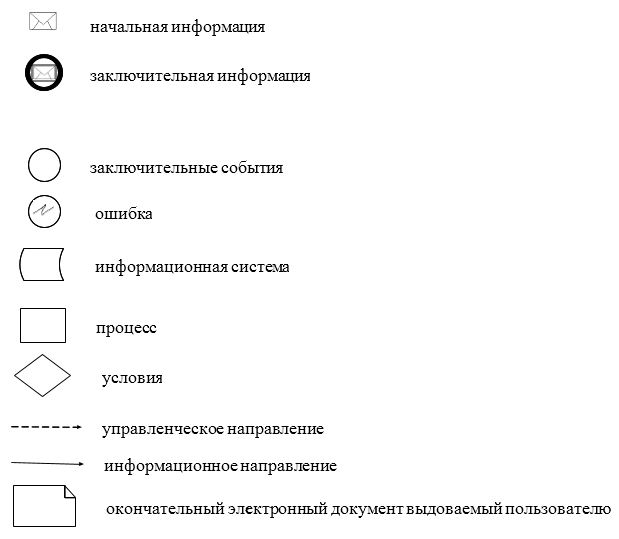 начальная информация
заключительная информация
заключительные события
ошибка
информационная система
процесс
условия
управленческое направление
информационное направление
окончательный электронный документ выдоваемый пользователю